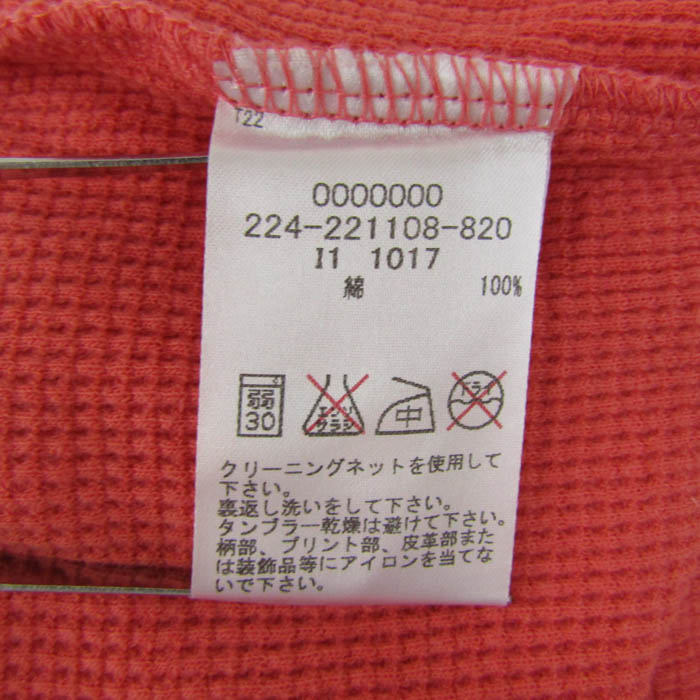 T22
0000000
224-221108-820
I1 1017
綿 100%
弱 30
エンソ サラシ
中
ドライ
クリーニングネットを使用して
下さい。
裏返し洗いをして下さい。
タンブラー乾燥は避けて下さい。
柄部、プリント部、皮革部また
は装飾品等にアイロンを当てな
いで下さい。